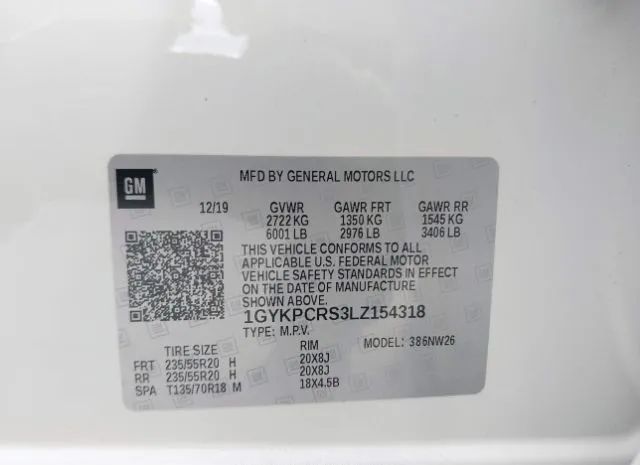 GM
MFD BY GENERAL MOTORS LLC
12/19 GVWR GAWR FRT GAWR RR
2722 KG 1350 KG 1545 KG
6001 LB 2976 LB 3406 LB
THIS VEHICLE CONFORMS TO ALL
APPLICABLE U.S. FEDERAL MOTOR
VEHICLE SAFETY STANDARDS IN EFFECT
ON THE DATE OF MANUFACTURE
SHOWN ABOVE.
1GYKPCRS3LZ154318
TYPE: M.P.V. MODEL: 386NW26
TIRE SIZE RIM
FRT 235/55R20 H 20X8J
RR 235/55R20 H 20X8J
SPA T135/70R18 M 18X4.5B